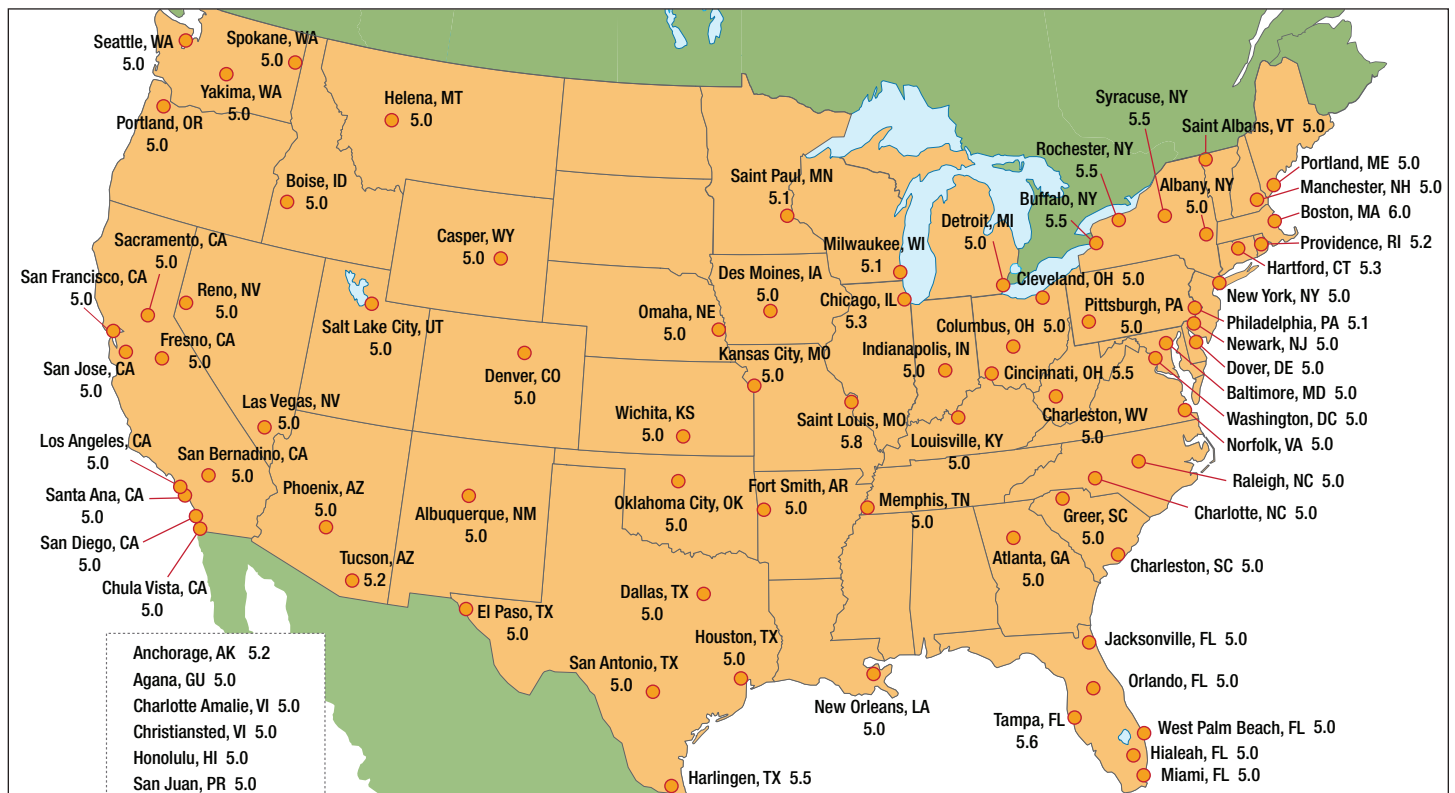 Seattle, WA
5.0
Spokane, WA
5.0
Yakima, WA
5.0
Portland, OR
5.0
Helena, MT
5.0
Boise, ID
5.0
Casper, WY
5.0
Sacramento, CA
5.0
San Francisco, CA
5.0
Reno, NV
5.0
Fresno, CA
5.0
San Jose, CA
5.0
Salt Lake City, UT
5.0
Denver, CO
5.0
Las Vegas, NV
5.0
Los Angeles, CA
5.0
San Bernadino, CA
5.0
Santa Ana, CA
5.0
San Diego, CA
5.0
Chula Vista, CA
5.0
Phoenix, AZ
5.0
Tucson, AZ
5.2
Albuquerque, NM
5.0
El Paso, TX
5.0
Saint Paul, MN
5.1
Milwaukee, WI
5.1
Des Moines, IA
5.0
Omaha, NE
5.0
Chicago, IL
5.3
Kansas City, MO
5.0
Wichita, KS
5.0
Saint Louis, MO
5.8
Oklahoma City, OK
5.0
Fort Smith, AR
5.0
Memphis, TN
5.0
Dallas, TX
5.0
Houston, TX
5.0
San Antonio, TX
5.0
Harlingen, TX 5.5
New Orleans, LA
5.0
Detroit, MI
5.0
Cleveland, OH 5.0
Columbus, OH 5.0
Indianapolis, IN
5.0
Cincinnati, OH 5.5
Louisville, KY
5.0
Charleston, WV
5.0
Pittsburgh, PA
5.0
Syracuse, NY
5.5
Rochester, NY
5.5
Buffalo, NY
5.5
Albany, NY
5.0
Saint Albans, VT 5.0
Portland, ME 5.0
Manchester, NH 5.0
Boston, MA 6.0
Providence, RI 5.2
Hartford, CT 5.3
New York, NY 5.0
Philadelphia, PA 5.1
Newark, NJ 5.0
Dover, DE 5.0
Baltimore, MD 5.0
Washington, DC 5.0
Norfolk, VA 5.0
Raleigh, NC 5.0
Charlotte, NC 5.0
Greer, SC
5.0
Charleston, SC 5.0
Atlanta, GA
5.0
Jacksonville, FL 5.0
Orlando, FL 5.0
Tampa, FL
5.6
West Palm Beach, FL 5.0
Hialeah, FL 5.0
Miami, FL 5.0
Anchorage, AK 5.2
Agana, GU 5.0
Charlotte Amalie, VI 5.0
Christiansted, VI 5.0
Honolulu, HI 5.0
San Juan, PR 5.0